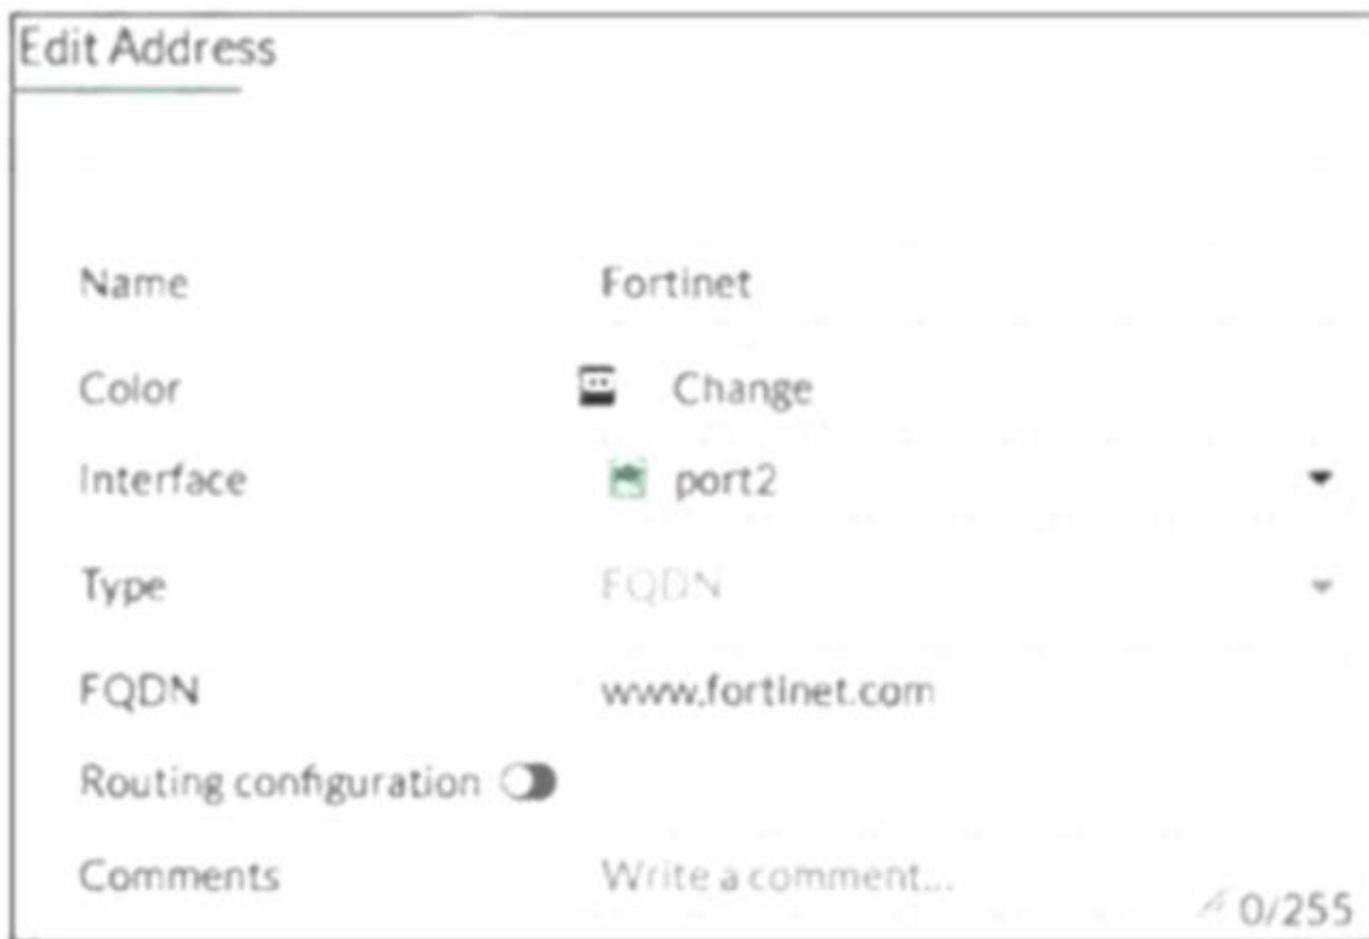 Edit Address
Name Fortinet
Color Change
Interface port2
Type FQDN
FQDN www.fortinet.com
Routing configuration
Comments Write a comment...
0/255